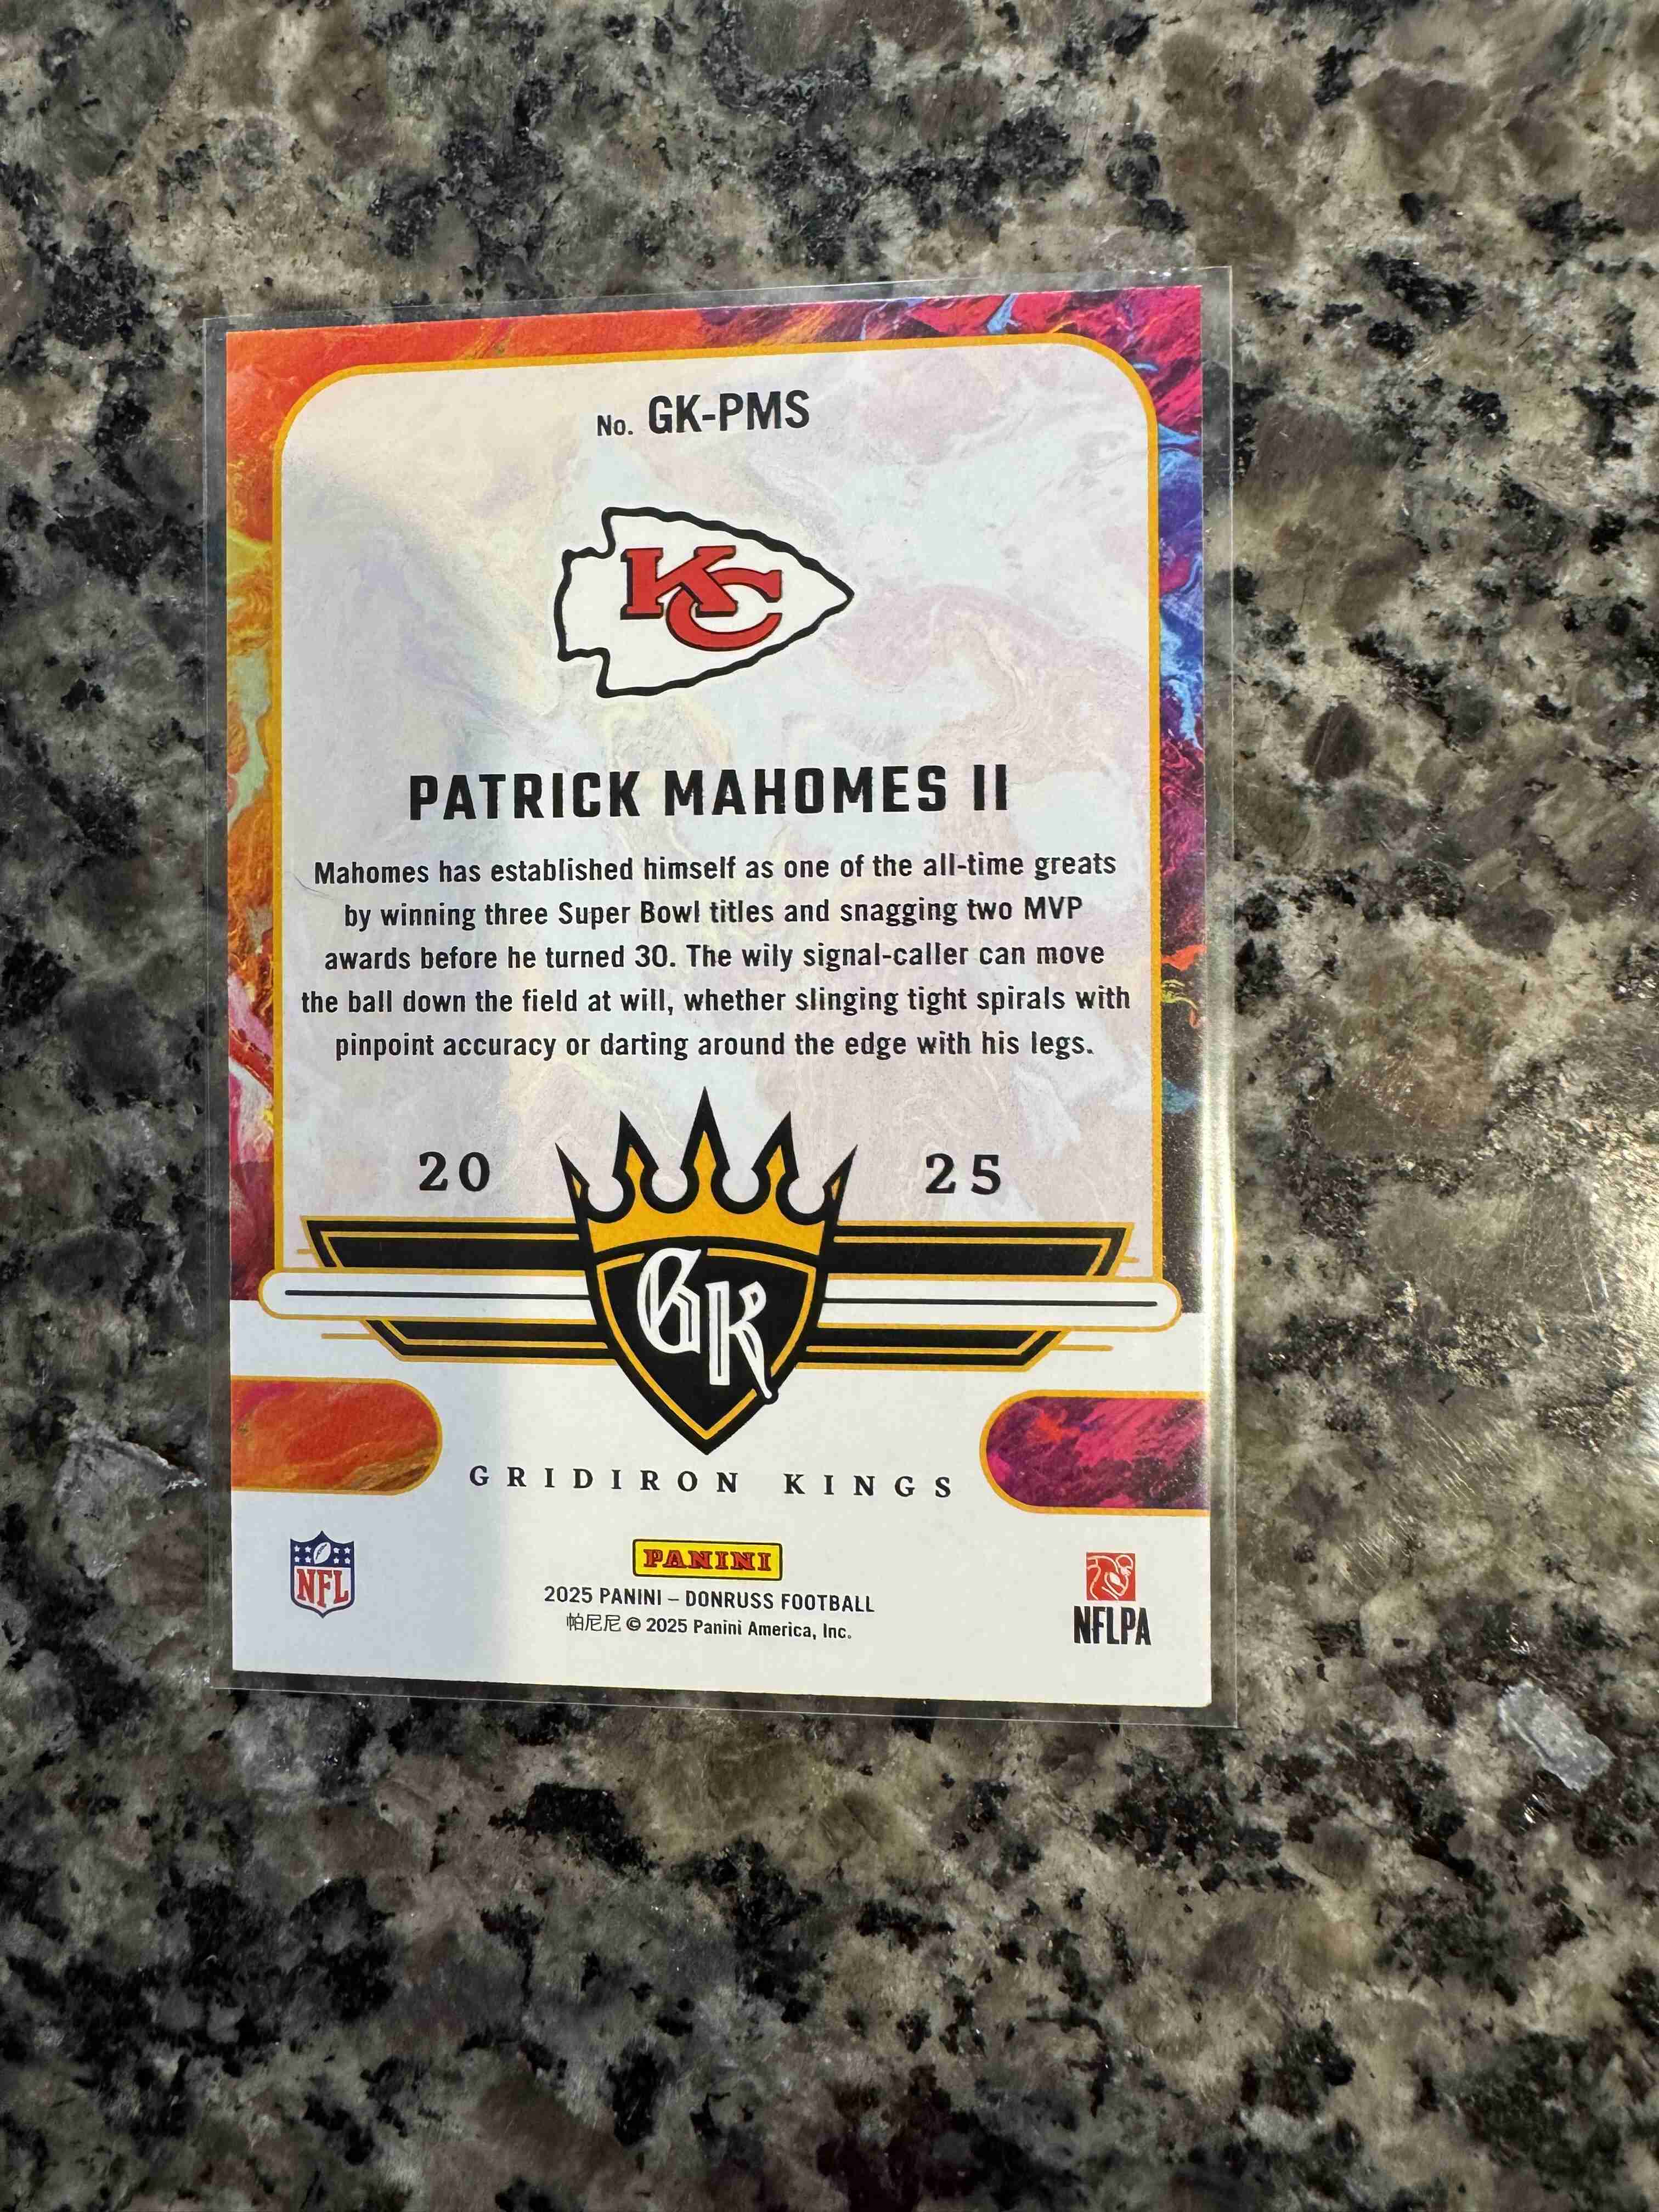 No. GK-PMS
KC
PATRICK MAHOMES II
Mahomes has established himself as one of the all-time greats
by winning three Super Bowl titles and snagging two MVP
awards before he turned 30. The wily signal-caller can move
the ball down the field at will, whether slinging tight spirals with
pinpoint accuracy or darting around the edge with his legs.
20 25
GK
GRIDIRON KINGS
NFL
PANINI
2025 PANINI – DONRUSS FOOTBALL
帕尼尼 © 2025 Panini America, Inc.
NFLPA